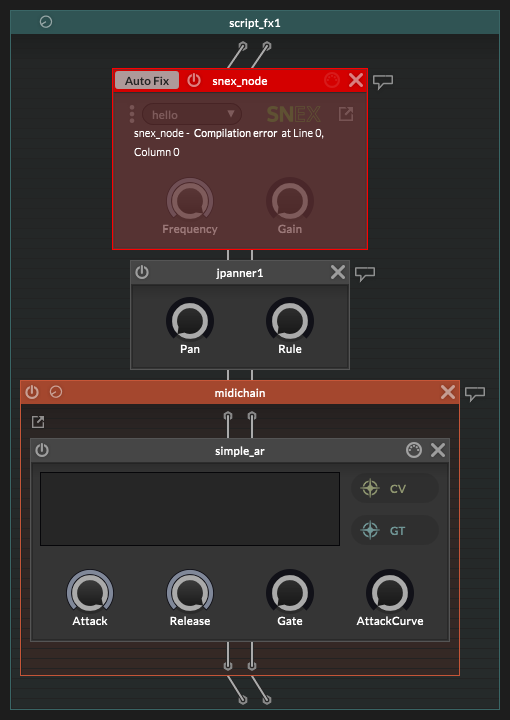 script_fx1
Auto Fix snex_node
hello SNEX
snex_node - Compilation error at Line 0,
Column 0
Frequency Gain
jpanner1
Pan Rule
midichain
simple_ar
CV
GT
Attack Release Gate AttackCurve